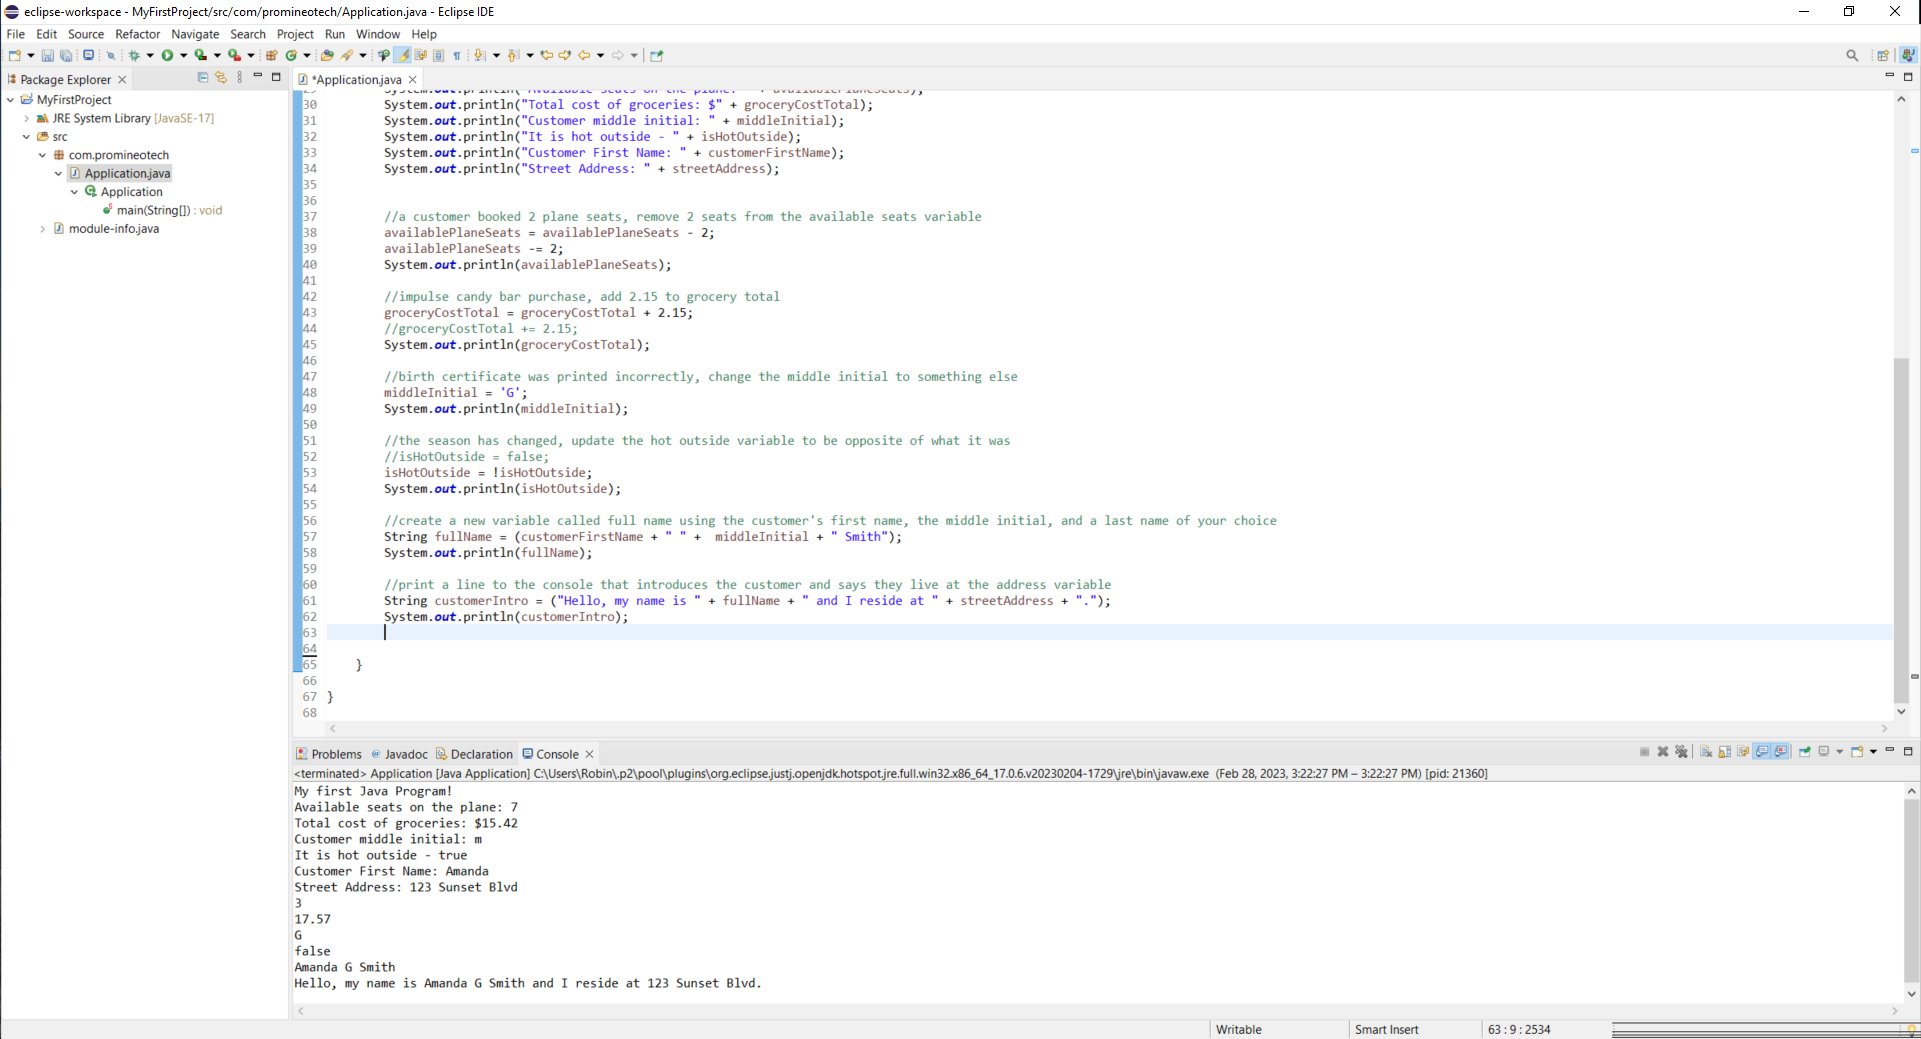 eclipse-workspace - MyFirstProject/src/com/promineotech/Application.java - Eclipse IDE
File Edit Source Refactor Navigate Search Project Run Window Help
Package Explorer
MyFirstProject
JRE System Library [JavaSE-17]
src
com.promineotech
Application.java
Application
main(String[]) : void
module-info.java
*Application.java
29 System.out.println("Available seats on the plane: " + availablePlaneSeats);
30 System.out.println("Total cost of groceries: $" + groceryCostTotal);
31 System.out.println("Customer middle initial: " + middleInitial);
32 System.out.println("It is hot outside - " + isHotOutside);
33 System.out.println("Customer First Name: " + customerFirstName);
34 System.out.println("Street Address: " + streetAddress);
35
36
37 //a customer booked 2 plane seats, remove 2 seats from the available seats variable
38 availablePlaneSeats = availablePlaneSeats - 2;
39 availablePlaneSeats -= 2;
40 System.out.println(availablePlaneSeats);
41
42 //impulse candy bar purchase, add 2.15 to grocery total
43 groceryCostTotal = groceryCostTotal + 2.15;
44 //groceryCostTotal += 2.15;
45 System.out.println(groceryCostTotal);
46
47 //birth certificate was printed incorrectly, change the middle initial to something else
48 middleInitial = 'G';
49 System.out.println(middleInitial);
50
51 //the season has changed, update the hot outside variable to be opposite of what it was
52 //isHotOutside = false;
53 isHotOutside = !isHotOutside;
54 System.out.println(isHotOutside);
55
56 //create a new variable called full name using the customer's first name, the middle initial, and a last name of your choice
57 String fullName = (customerFirstName + " " +  middleInitial + " Smith");
58 System.out.println(fullName);
59
60 //print a line to the console that introduces the customer and says they live at the address variable
61 String customerIntro = ("Hello, my name is " + fullName + " and I reside at " + streetAddress + ".");
62 System.out.println(customerIntro);
63
64
65 }
66
67 }
68
Problems Javadoc Declaration Console
<terminated> Application [Java Application] C:\Users\Robin\.p2\pool\plugins\org.eclipse.justj.openjdk.hotspot.jre.full.win32.x86_64_17.0.6.v20230204-1729\jre\bin\javaw.exe (Feb 28, 2023, 3:22:27 PM – 3:22:27 PM) [pid: 21360]
My first Java Program!
Available seats on the plane: 7
Total cost of groceries: $15.42
Customer middle initial: m
It is hot outside - true
Customer First Name: Amanda
Street Address: 123 Sunset Blvd
3
17.57
G
false
Amanda G Smith
Hello, my name is Amanda G Smith and I reside at 123 Sunset Blvd.
Writable Smart Insert 63 : 9 : 2534